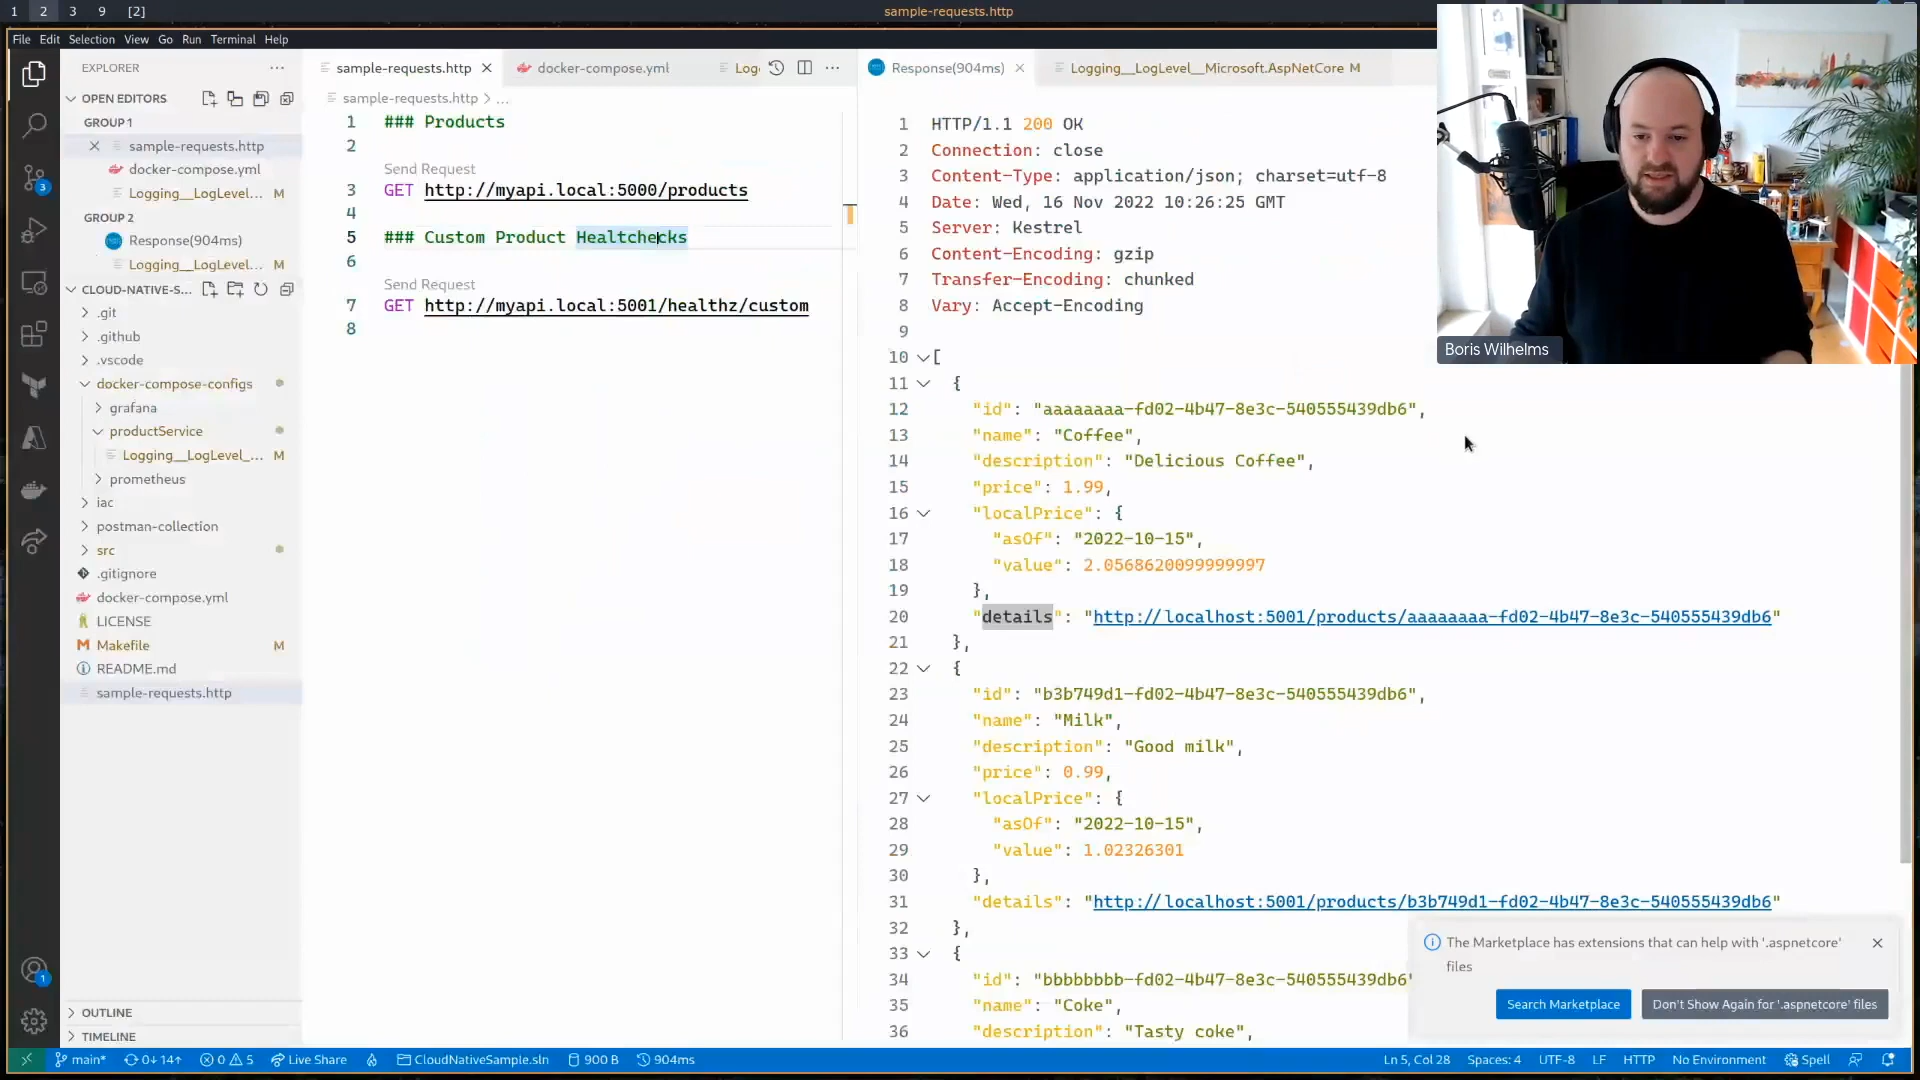 1 2 3 9 [2]
sample-requests.http
File Edit Selection View Go Run Terminal Help
EXPLORER
OPEN EDITORS
GROUP 1
sample-requests.http
docker-compose.yml
Logging__LogLevel... M
GROUP 2
Response(904ms)
Logging__LogLevel... M
CLOUD-NATIVE-S...
.git
.github
.vscode
docker-compose-configs
grafana
productService
Logging__LogLevel_... M
prometheus
iac
postman-collection
src
.gitignore
docker-compose.yml
LICENSE
Makefile M
README.md
sample-requests.http
OUTLINE
TIMELINE
3
1
sample-requests.http
docker-compose.yml
Log
sample-requests.http > ...
1 ### Products
2
Send Request
3 GET http://myapi.local:5000/products
4
5 ### Custom Product Healtchecks
6
Send Request
7 GET http://myapi.local:5001/healthz/custom
8
Response(904ms)
Logging__LogLevel__Microsoft.AspNetCore M
1 HTTP/1.1 200 OK
2 Connection: close
3 Content-Type: application/json; charset=utf-8
4 Date: Wed, 16 Nov 2022 10:26:25 GMT
5 Server: Kestrel
6 Content-Encoding: gzip
7 Transfer-Encoding: chunked
8 Vary: Accept-Encoding
9
10 [
11 {
12 "id": "aaaaaaaa-fd02-4b47-8e3c-540555439db6",
13 "name": "Coffee",
14 "description": "Delicious Coffee",
15 "price": 1.99,
16 "localPrice": {
17 "asOf": "2022-10-15",
18 "value": 2.0568620099999997
19 },
20 "details": "http://localhost:5001/products/aaaaaaaa-fd02-4b47-8e3c-540555439db6"
21 },
22 {
23 "id": "b3b749d1-fd02-4b47-8e3c-540555439db6",
24 "name": "Milk",
25 "description": "Good milk",
26 "price": 0.99,
27 "localPrice": {
28 "asOf": "2022-10-15",
29 "value": 1.02326301
30 },
31 "details": "http://localhost:5001/products/b3b749d1-fd02-4b47-8e3c-540555439db6"
32 },
33 {
34 "id": "bbbbbbbb-fd02-4b47-8e3c-540555439db6"
35 "name": "Coke",
36 "description": "Tasty coke",
Boris Wilhelms
The Marketplace has extensions that can help with '.aspnetcore'
files
Search Marketplace
Don't Show Again for '.aspnetcore' files
main* 0↓ 14↑ 0 5 Live Share CloudNativeSample.sln 900 B 904ms
Ln 5, Col 28 Spaces: 4 UTF-8 LF HTTP No Environment Spell